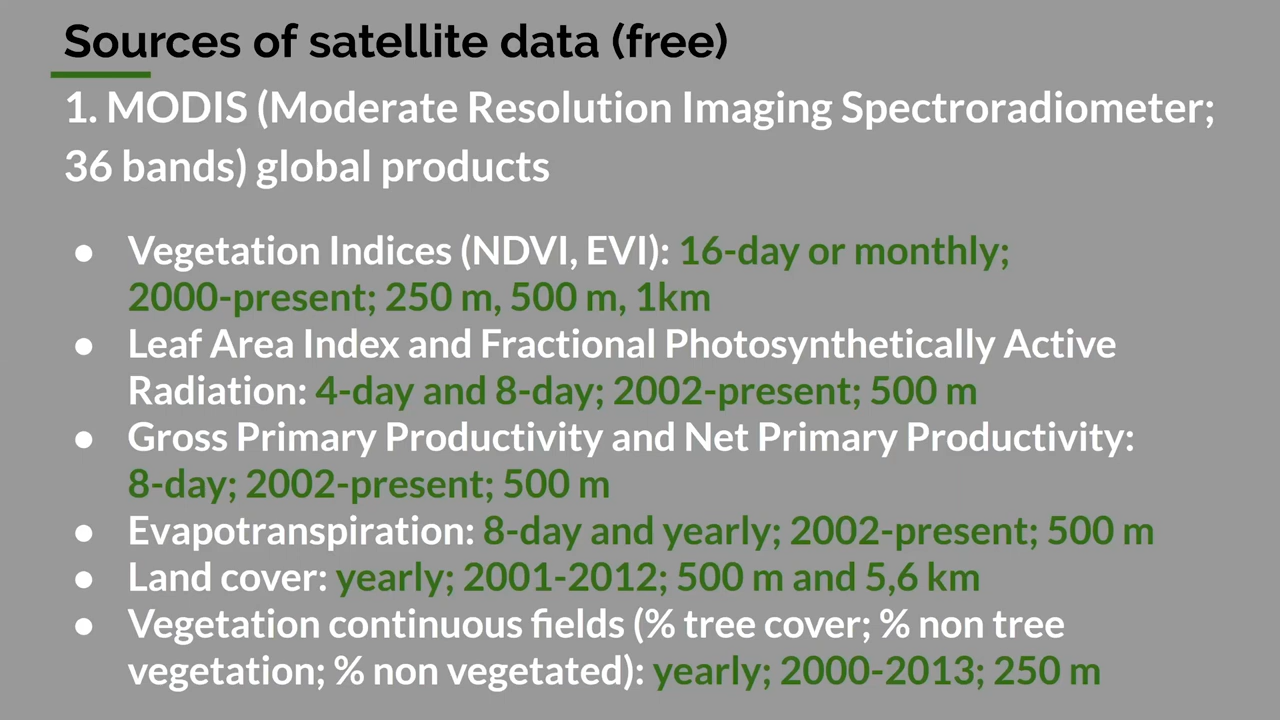 Sources of satellite data (free)
1. MODIS (Moderate Resolution Imaging Spectroradiometer;
36 bands) global products
● Vegetation Indices (NDVI, EVI): 16-day or monthly;
2000-present; 250 m, 500 m, 1km
● Leaf Area Index and Fractional Photosynthetically Active
Radiation: 4-day and 8-day; 2002-present; 500 m
● Gross Primary Productivity and Net Primary Productivity:
8-day; 2002-present; 500 m
● Evapotranspiration: 8-day and yearly; 2002-present; 500 m
● Land cover: yearly; 2001-2012; 500 m and 5,6 km
● Vegetation continuous fields (% tree cover; % non tree
vegetation; % non vegetated): yearly; 2000-2013; 250 m